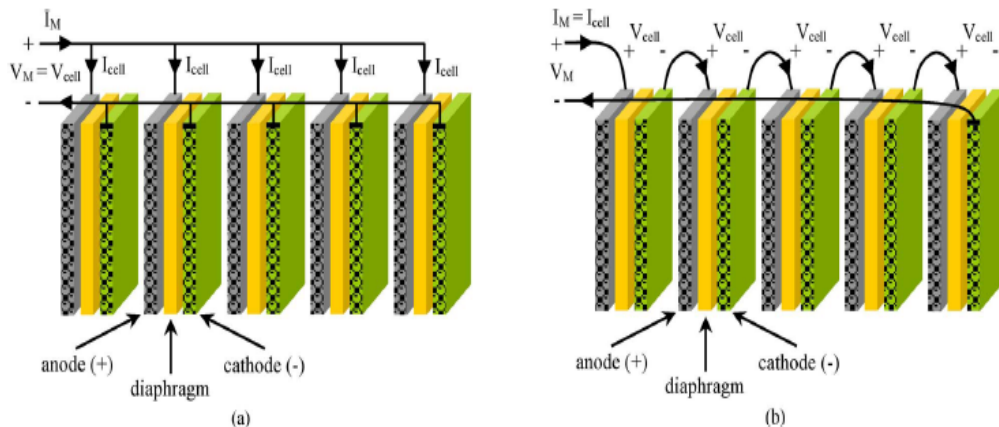 I_M
+
V_M = V_cell
-
I_cell I_cell I_cell I_cell I_cell
anode (+)
diaphragm
cathode (-)
(a)
I_M = I_cell
+
V_M
-
V_cell V_cell V_cell V_cell V_cell
+ - + - + - + - + -
anode (+)
diaphragm
cathode (-)
(b)